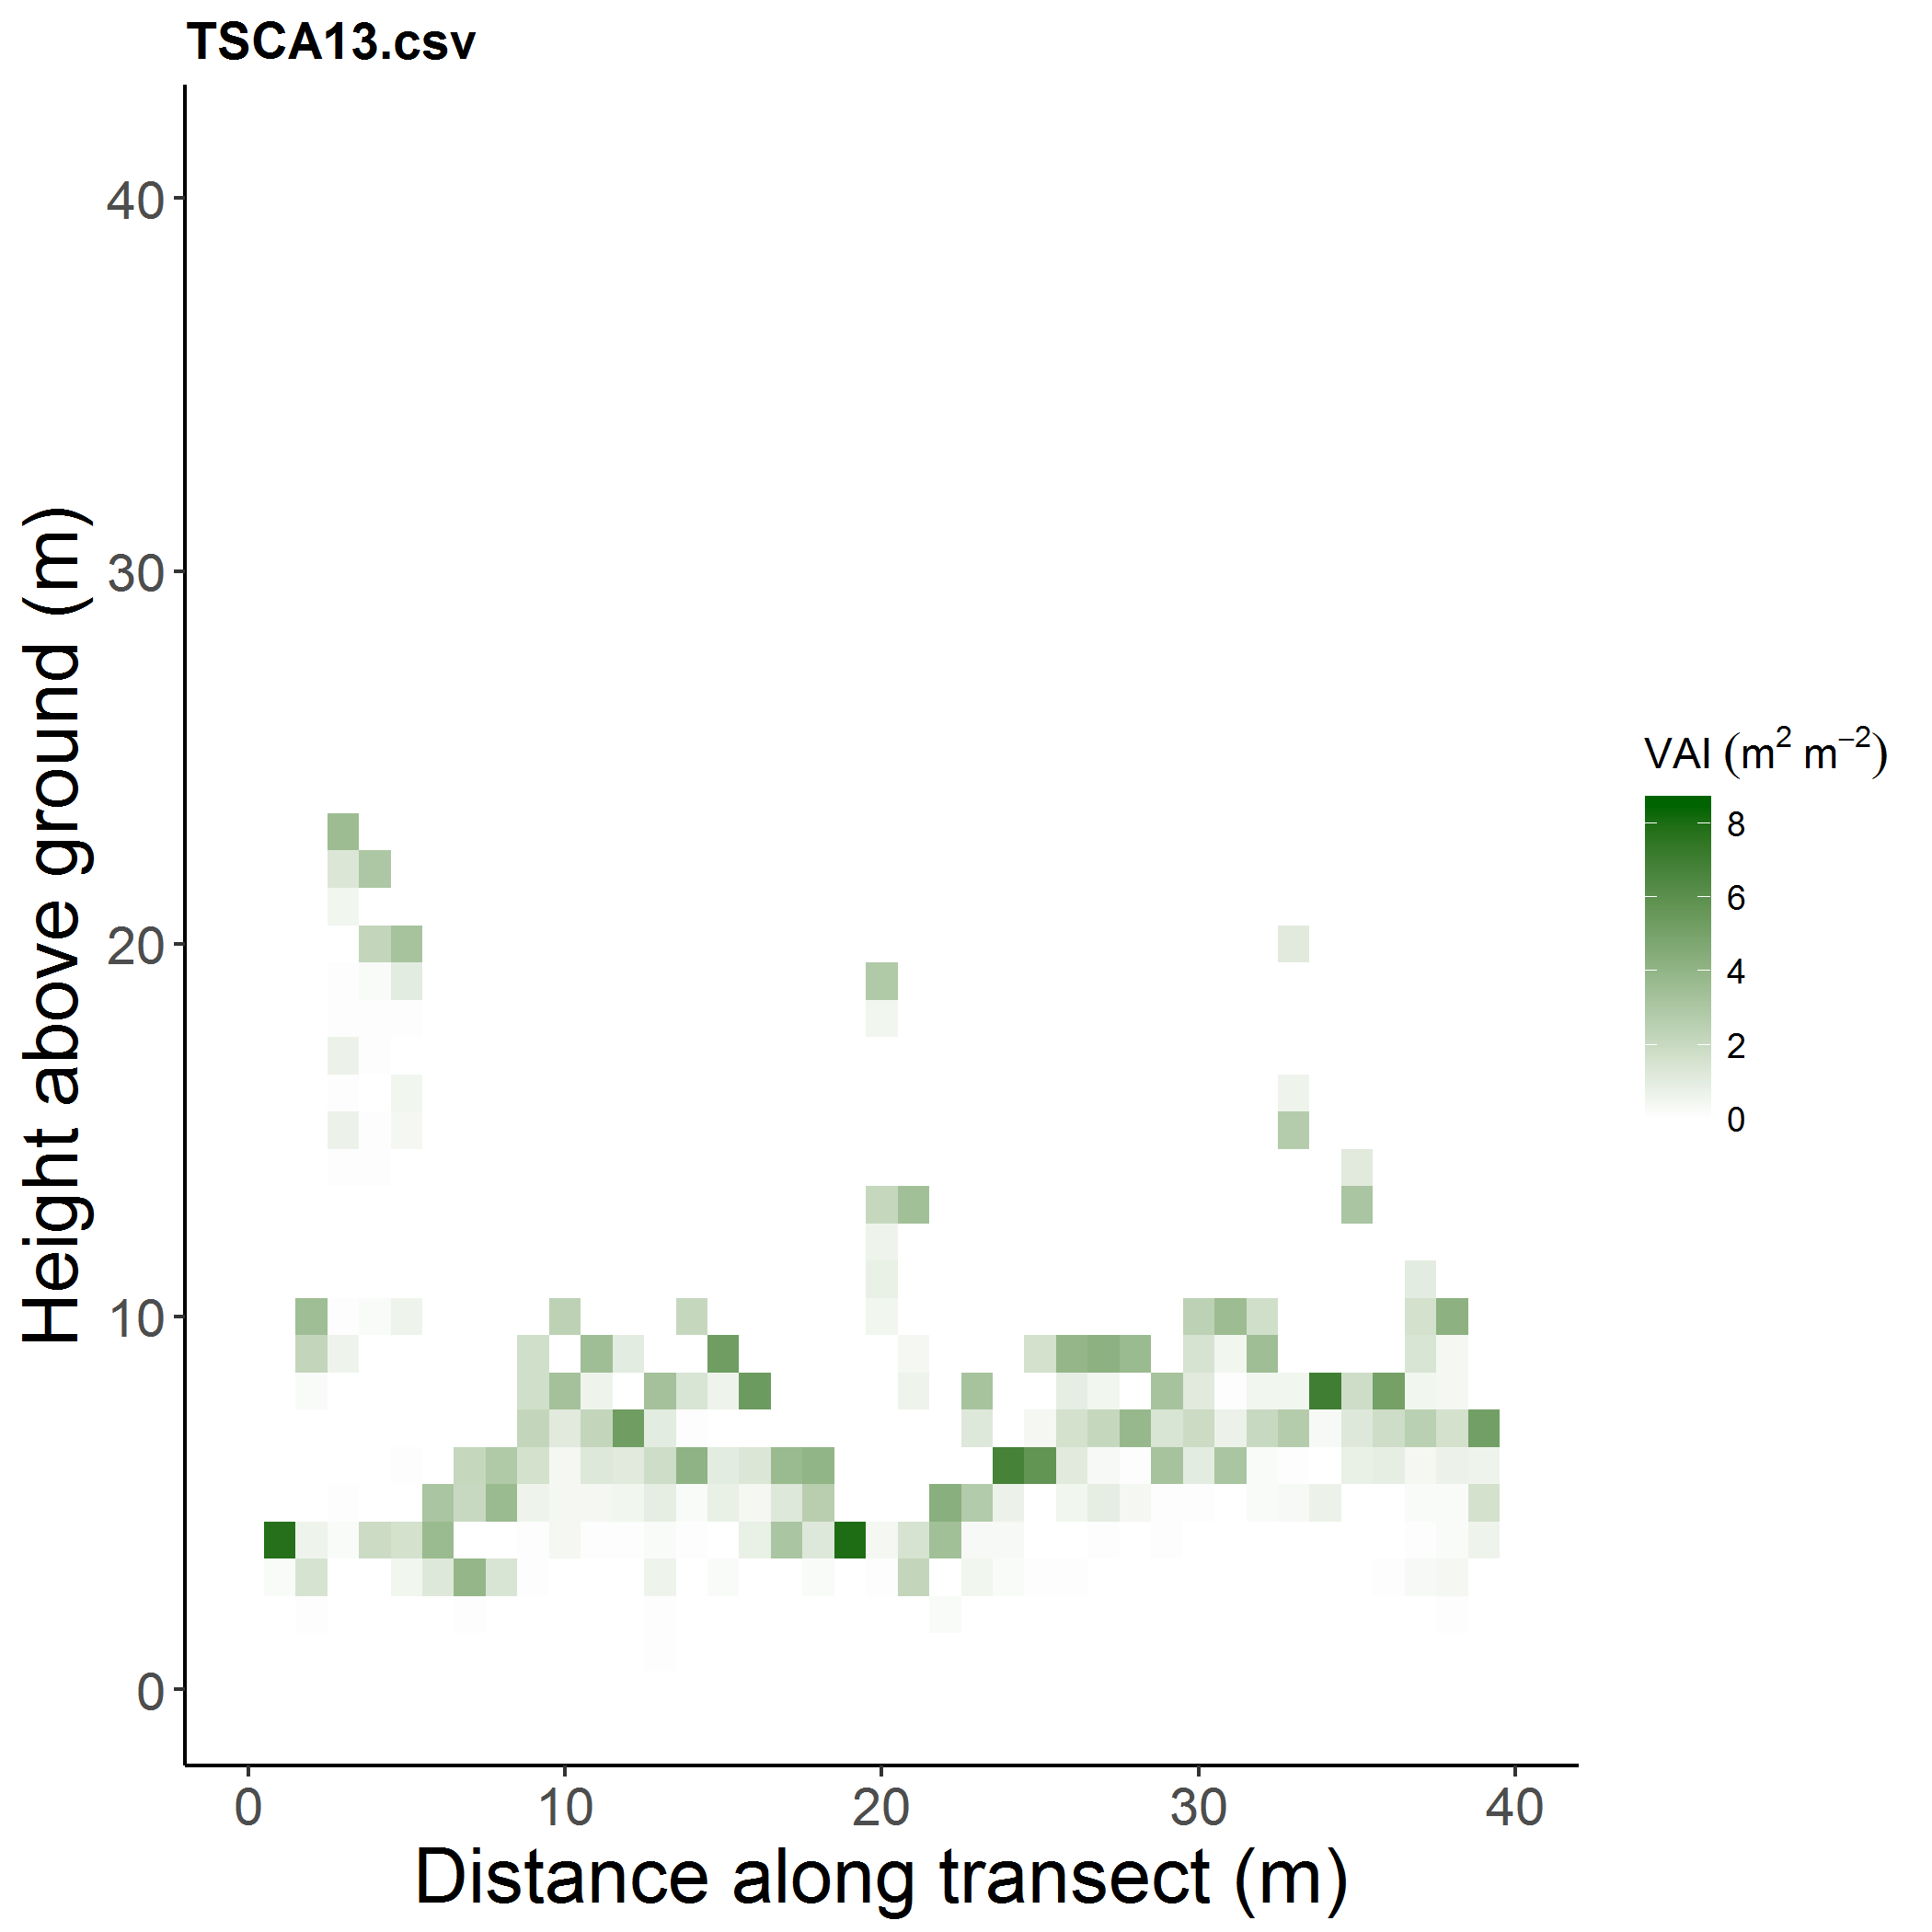 TSCA13.csv
Height above ground (m)
40
30
20
10
0
0 10 20 30 40
Distance along transect (m)
VAI (m² m⁻²)
8
6
4
2
0